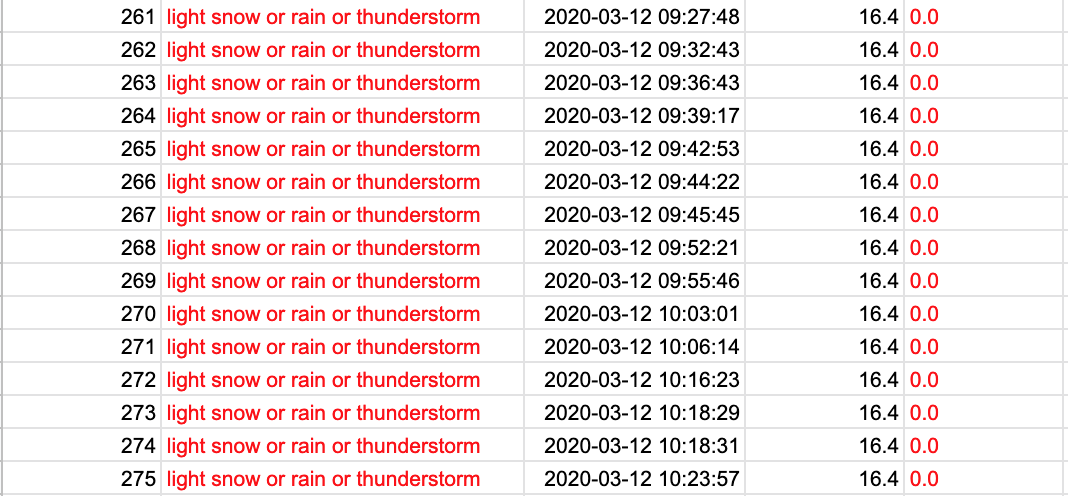 261 light snow or rain or thunderstorm 2020-03-12 09:27:48 16.4 0.0
262 light snow or rain or thunderstorm 2020-03-12 09:32:43 16.4 0.0
263 light snow or rain or thunderstorm 2020-03-12 09:36:43 16.4 0.0
264 light snow or rain or thunderstorm 2020-03-12 09:39:17 16.4 0.0
265 light snow or rain or thunderstorm 2020-03-12 09:42:53 16.4 0.0
266 light snow or rain or thunderstorm 2020-03-12 09:44:22 16.4 0.0
267 light snow or rain or thunderstorm 2020-03-12 09:45:45 16.4 0.0
268 light snow or rain or thunderstorm 2020-03-12 09:52:21 16.4 0.0
269 light snow or rain or thunderstorm 2020-03-12 09:55:46 16.4 0.0
270 light snow or rain or thunderstorm 2020-03-12 10:03:01 16.4 0.0
271 light snow or rain or thunderstorm 2020-03-12 10:06:14 16.4 0.0
272 light snow or rain or thunderstorm 2020-03-12 10:16:23 16.4 0.0
273 light snow or rain or thunderstorm 2020-03-12 10:18:29 16.4 0.0
274 light snow or rain or thunderstorm 2020-03-12 10:18:31 16.4 0.0
275 light snow or rain or thunderstorm 2020-03-12 10:23:57 16.4 0.0